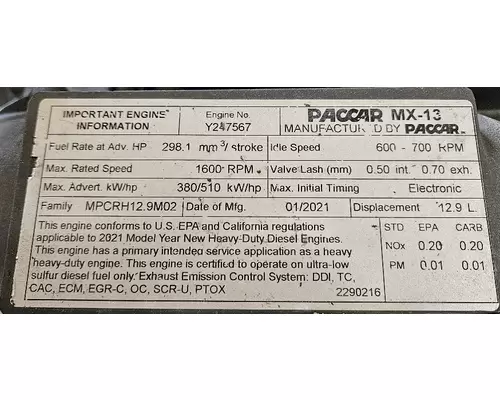 IMPORTANT ENGINE INFORMATION
Engine No.
Y247567
PACCAR MX-13
MANUFACTURED BY PACCAR
Fuel Rate at Adv. HP 298.1 mm³/stroke
Idle Speed 600 - 700 RPM
Max. Rated Speed 1600 RPM
Valve Lash (mm) 0.50 int. 0.70 exh.
Max. Advert. kW/hp 380/510 kW/hp
Max. Initial Timing Electronic
Family MPCRH12.9M02
Date of Mfg. 01/2021
Displacement 12.9 L.
This engine conforms to U.S. EPA and California regulations
applicable to 2021 Model Year New Heavy-Duty Diesel Engines.
This engine has a primary intended service application as a heavy
heavy-duty engine. This engine is certified to operate on ultra-low
sulfur diesel fuel only. Exhaust Emission Control System: DDI, TC,
CAC, ECM, EGR-C, OC, SCR-U, PTOX
2290216
STD EPA CARB
NOx 0.20 0.20
PM 0.01 0.01